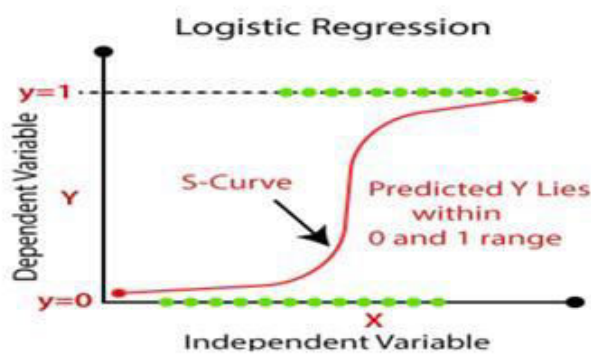 Logistic Regression
y=1
Dependent Variable
Y
S-Curve
Predicted Y Lies
within
0 and 1 range
y=0
X
Independent Variable